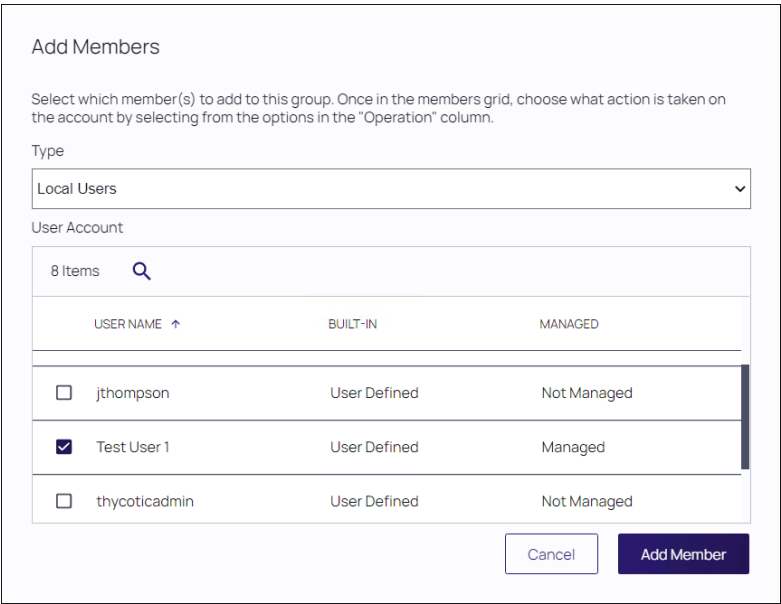 Add Members
Select which member(s) to add to this group. Once in the members grid, choose what action is taken on
the account by selecting from the options in the "Operation" column.
Type
Local Users
User Account
8 Items
USER NAME ↑ BUILT-IN MANAGED
jthompson User Defined Not Managed
Test User 1 User Defined Managed
thycoticadmin User Defined Not Managed
Cancel Add Member